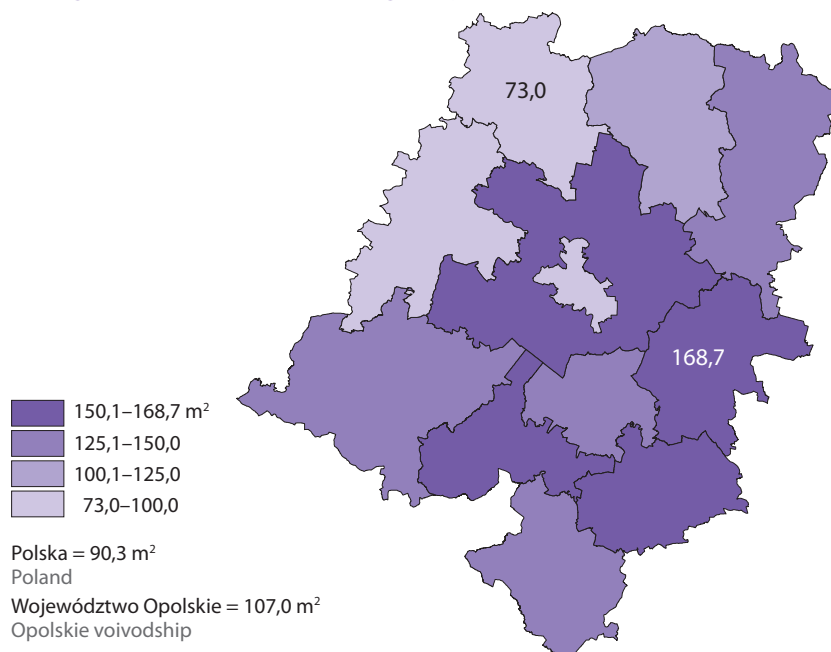 73,0
168,7
150,1–168,7 m²
125,1–150,0
100,1–125,0
73,0–100,0
Polska = 90,3 m²
Poland
Województwo Opolskie = 107,0 m²
Opolskie voivodship